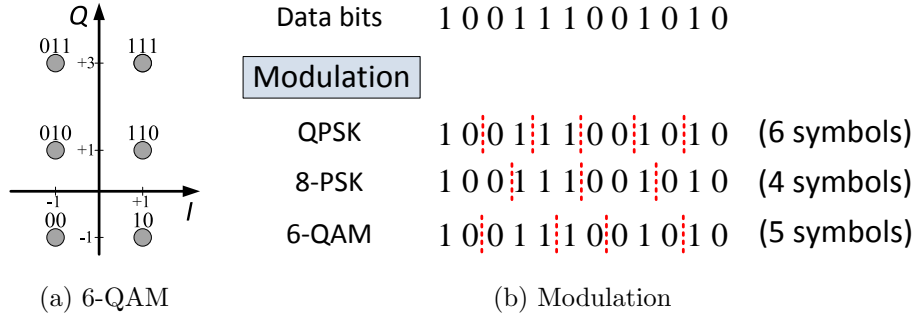 Q
011 111
+3
010 110
+1
-1 +1 I
00 10
-1
(a) 6-QAM
Data bits 1 0 0 1 1 1 0 0 1 0 1 0
Modulation
QPSK 1 0 0 1 1 1 0 0 1 0 1 0 (6 symbols)
8-PSK 1 0 0 1 1 1 0 0 1 0 1 0 (4 symbols)
6-QAM 1 0 0 1 1 1 0 0 1 0 1 0 (5 symbols)
(b) Modulation